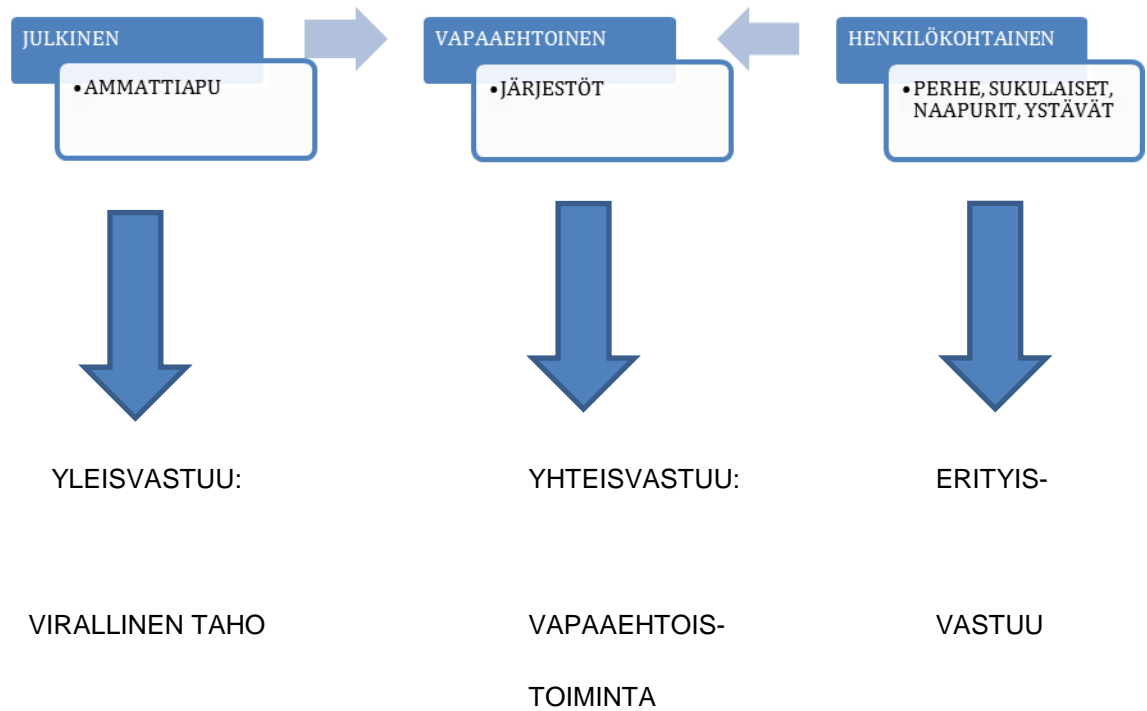 JULKINEN
•AMMATTIAPU
VAPAAEHTOINEN
•JÄRJESTÖT
HENKILÖKOHTAINEN
•PERHE, SUKULAISET,
NAAPURIT, YSTÄVÄT
YLEISVASTUU:
VIRALLINEN TAHO
YHTEISVASTUU:
VAPAAEHTOIS-
TOIMINTA
ERITYIS-
VASTUU